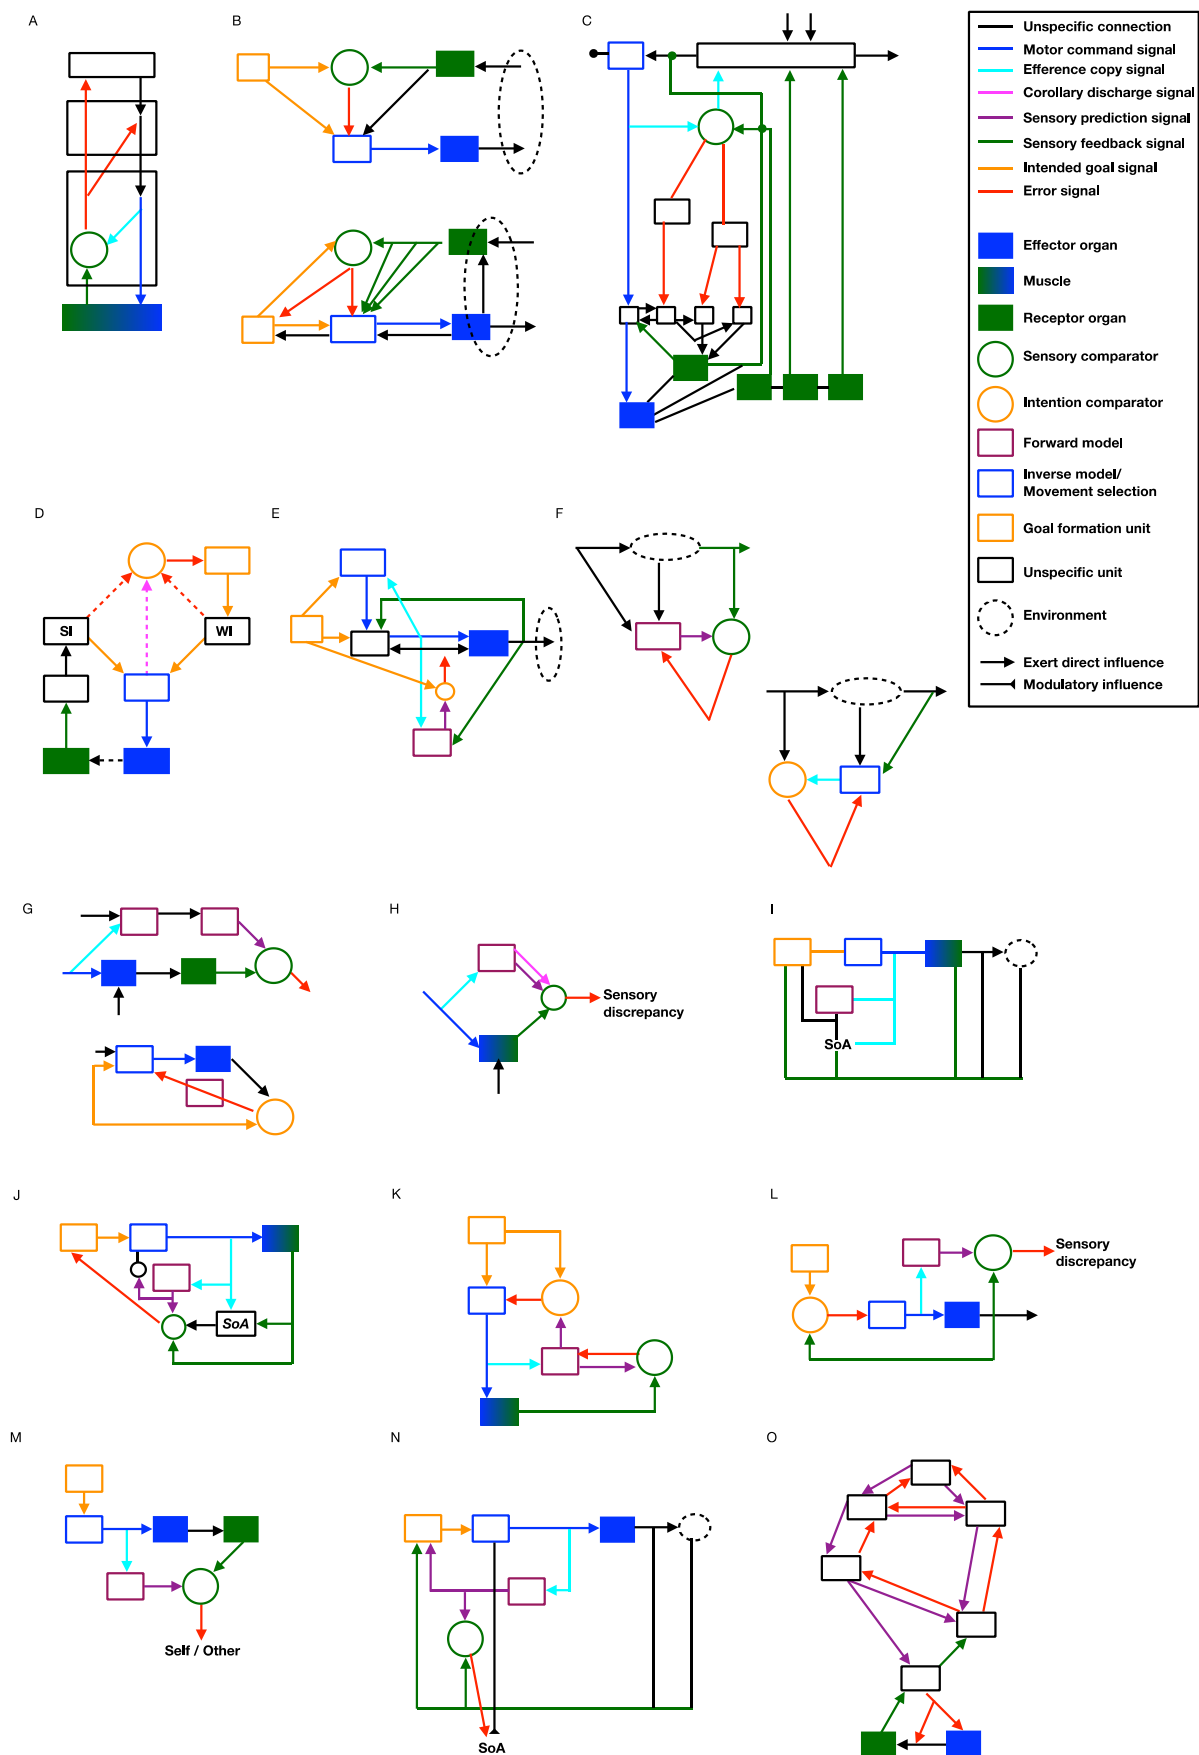 A
B
C
Unspecific connection
Motor command signal
Efference copy signal
Corollary discharge signal
Sensory prediction signal
Sensory feedback signal
Intended goal signal
Error signal
Effector organ
Muscle
Receptor organ
Sensory comparator
Intention comparator
Forward model
Inverse model/
Movement selection
Goal formation unit
Unspecific unit
Environment
Exert direct influence
Modulatory influence
D
SI
WI
E
F
G
H
Sensory
discrepancy
I
SoA
J
SoA
K
L
Sensory
discrepancy
M
Self / Other
N
SoA
O